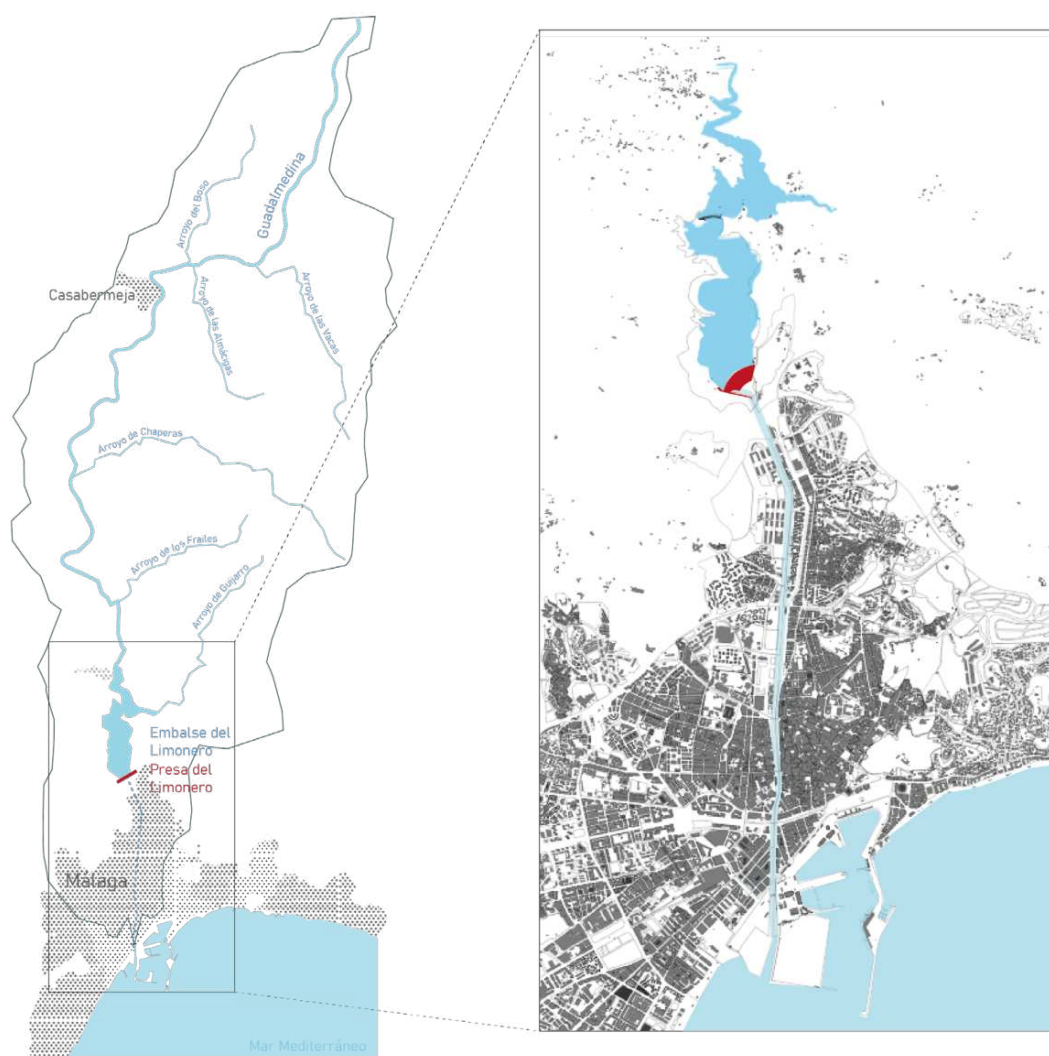 Guadalmedina
Arroyo del Boso
Casabermeja
Arroyo de las Almácigas
Arroyo de las Vacas
Arroyo de Chaperas
Arroyo de los Frailes
Arroyo de Guijarro
Embalse del
Limonero
Presa del
Limonero
Málaga
Mar Mediterráneo